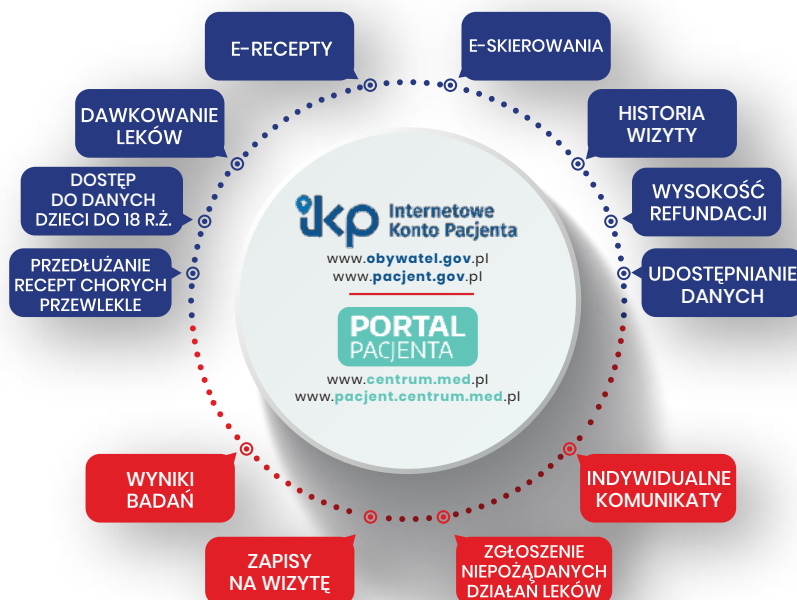 E-RECEPTY
E-SKIEROWANIA
DAWKOWANIE
LEKÓW
HISTORIA
WIZYTY
DOSTĘP
DO DANYCH
DZIECI DO 18 R.Ż.
WYSOKOŚĆ
REFUNDACJI
PRZEDŁUŻANIE
RECEPT CHORYCH
PRZEWLEKLE
UDOSTĘPNIANIE
DANYCH
ikp Internetowe
Konto Pacjenta
www.obywatel.gov.pl
www.pacjent.gov.pl
PORTAL
PACJENTA
www.centrum.med.pl
www.pacjent.centrum.med.pl
WYNIKI
BADAŃ
INDYWIDUALNE
KOMUNIKATY
ZAPISY
NA WIZYTĘ
ZGŁOSZENIE
NIEPOŻĄDANYCH
DZIAŁAŃ LEKÓW